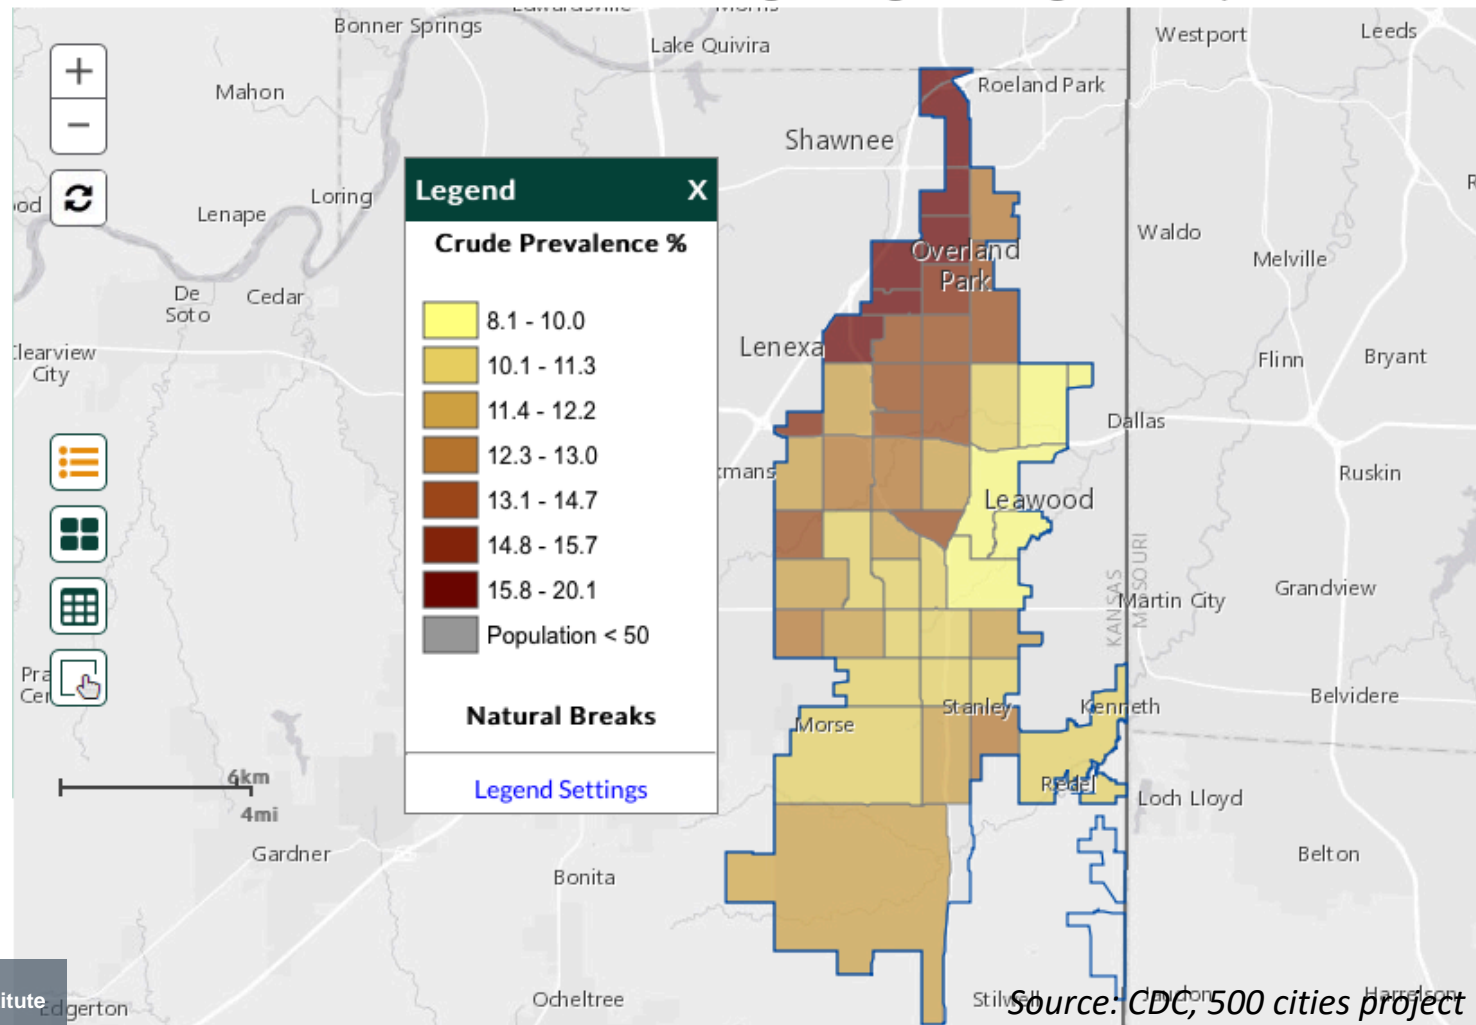 Bonner Springs
Lake Quivira
Westport
Leeds
+
Mahon
Roeland Park
−
Shawnee
Loring
Lenape
Waldo
Legend X
Crude Prevalence %
Overland
Park
Melville
De
Soto
Cedar
8.1 - 10.0
10.1 - 11.3
11.4 - 12.2
12.3 - 13.0
13.1 - 14.7
14.8 - 15.7
15.8 - 20.1
Population < 50
Natural Breaks
Legend Settings
Lenexa
Clearview
City
Flinn
Bryant
Dallas
Ruskin
Leawood
KANSAS
MISSOURI
Grandview
Martin City
Belvidere
Stanley
Kenneth
Morse
Redel
Loch Lloyd
6km
4mi
Gardner
Belton
Bonita
Edgerton
Ocheltree
Stilwell
Jaudon
Harrelson
Source: CDC, 500 cities project